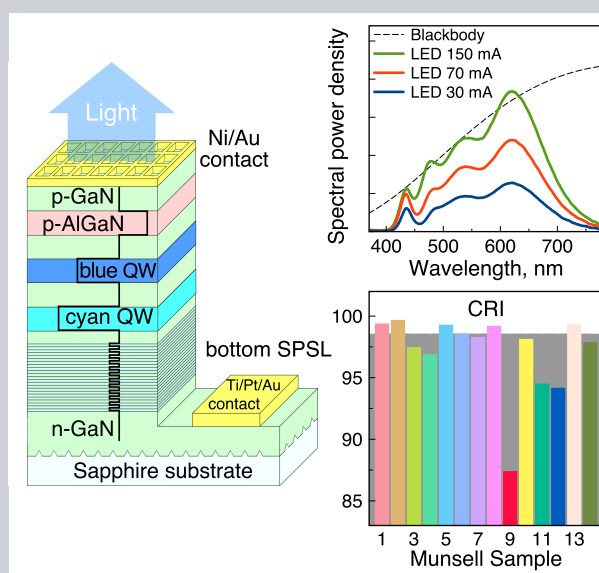 Light
Ni/Au
contact
p-GaN
p-AlGaN
blue QW
cyan QW
bottom SPSL
Ti/Pt/Au
contact
n-GaN
Sapphire substrate
Spectral power density
Blackbody
LED 150 mA
LED 70 mA
LED 30 mA
400 500 600 700
Wavelength, nm
CRI
100
95
90
85
1 3 5 7 9 11 13
Munsell Sample